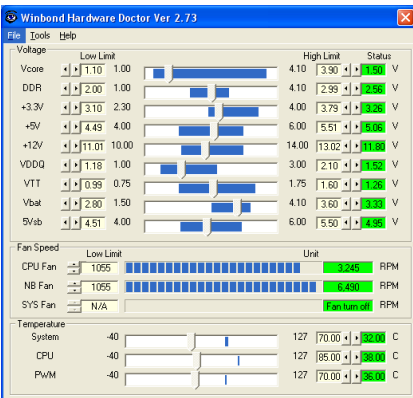 Winbond Hardware Doctor Ver 2.73
File Tools Help
Voltage
Low Limit High Limit Status
Vcore 1.10 1.00 4.10 3.90 1.50 V
DDR 2.00 1.00 4.10 2.99 2.56 V
+3.3V 3.10 2.30 4.00 3.79 3.26 V
+5V 4.49 4.00 6.00 5.51 5.06 V
+12V 11.01 10.00 14.00 13.02 11.80 V
VDDQ 1.18 1.00 3.00 2.10 1.52 V
VTT 0.99 0.75 1.75 1.60 1.26 V
Vbat 2.80 1.50 4.10 3.60 3.33 V
5Vsb 4.51 4.00 6.00 5.50 4.95 V
Fan Speed
Low Limit Unit
CPU Fan 1055 3,245 RPM
NB Fan 1055 6,490 RPM
SYS Fan N/A Fan turn off RPM
Temperature
System -40 127 70.00 32.00 C
CPU -40 127 85.00 38.00 C
PWM -40 127 70.00 36.00 C